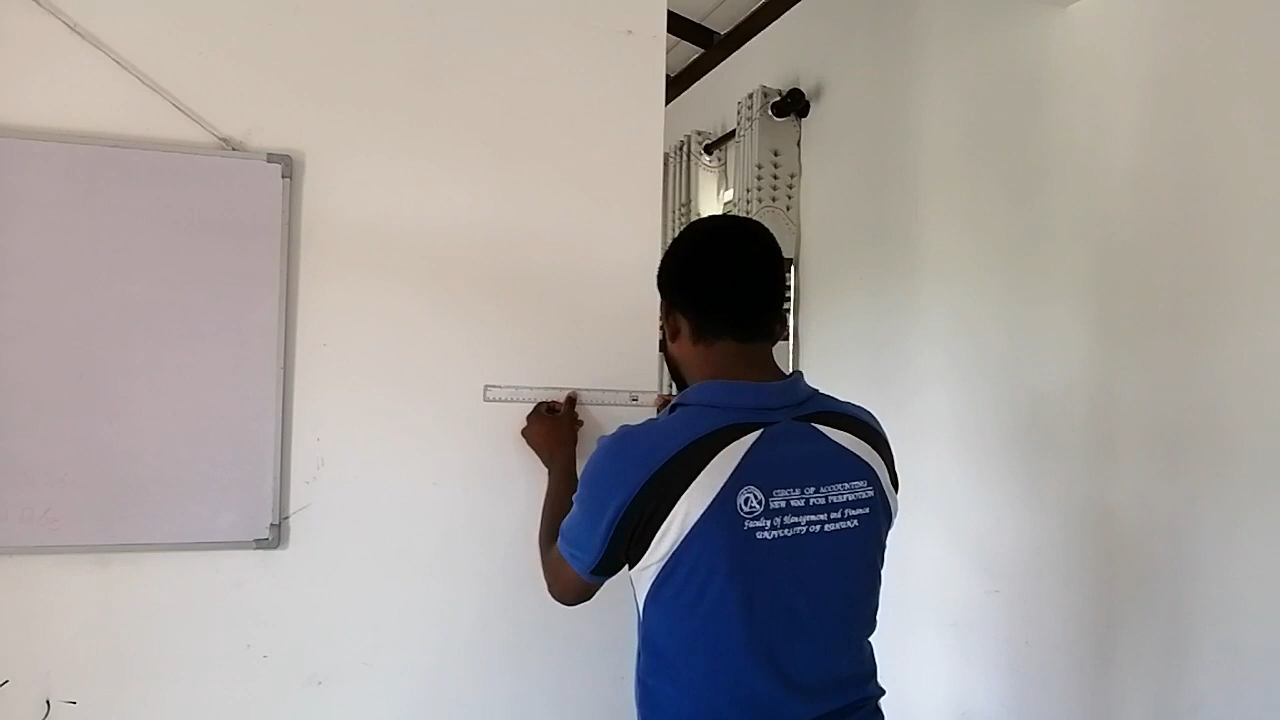 CIRCLE OF ACCOUNTING
NEW WAY FOR PERFECTION
Faculty Of Management and Finance
UNIVERSITY OF RUHUNA